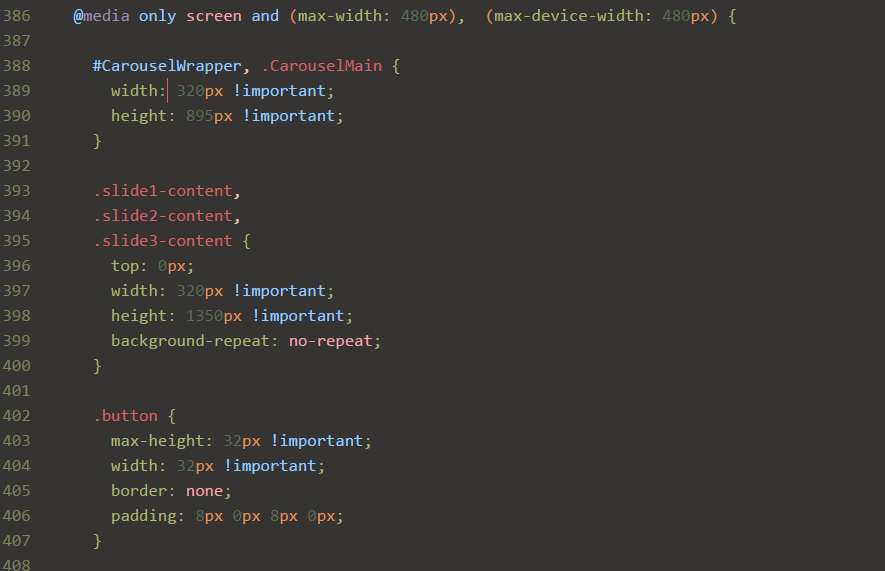 386 @media only screen and (max-width: 480px),  (max-device-width: 480px) {
387
388 #CarouselWrapper, .CarouselMain {
389 width: 320px !important;
390 height: 895px !important;
391 }
392
393 .slide1-content,
394 .slide2-content,
395 .slide3-content {
396 top: 0px;
397 width: 320px !important;
398 height: 1350px !important;
399 background-repeat: no-repeat;
400 }
401
402 .button {
403 max-height: 32px !important;
404 width: 32px !important;
405 border: none;
406 padding: 8px 0px 8px 0px;
407 }
408